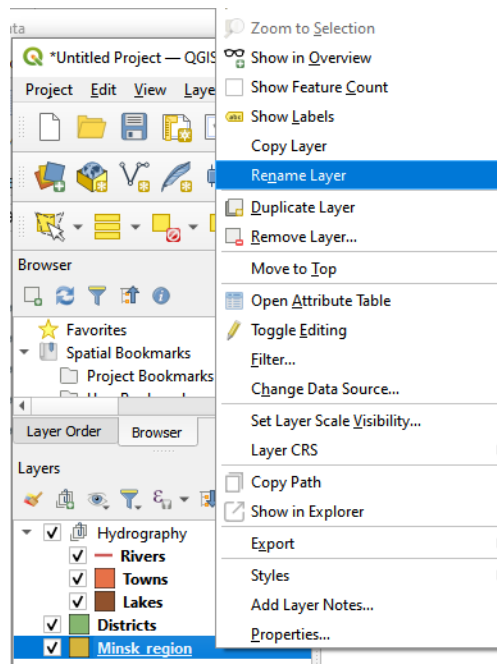 ta
*Untitled Project — QGIS
Project Edit View Laye
Browser
Favorites
Spatial Bookmarks
Project Bookmarks
Layer Order Browser
Layers
Hydrography
Rivers
Towns
Lakes
Districts
Minsk region
Zoom to Selection
Show in Overview
Show Feature Count
abc Show Labels
Copy Layer
Rename Layer
Duplicate Layer
Remove Layer...
Move to Top
Open Attribute Table
Toggle Editing
Filter...
Change Data Source...
Set Layer Scale Visibility...
Layer CRS
Copy Path
Show in Explorer
Export
Styles
Add Layer Notes...
Properties...